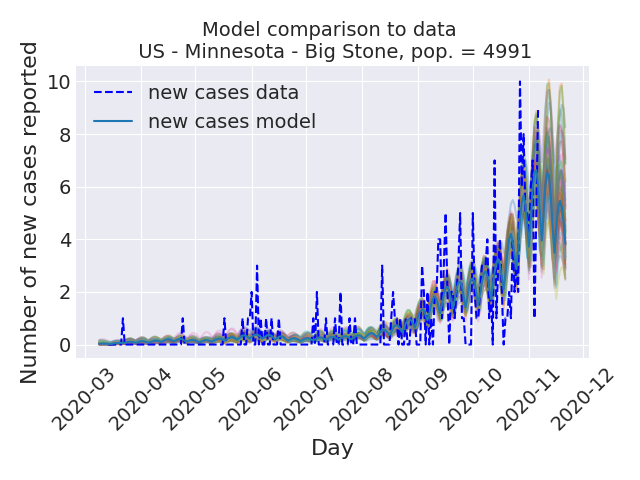 Model comparison to data
US - Minnesota - Big Stone, pop. = 4991
Number of new cases reported
10
8
6
4
2
0
new cases data
new cases model
2020-03
2020-04
2020-05
2020-06
2020-07
2020-08
2020-09
2020-10
2020-11
2020-12
Day